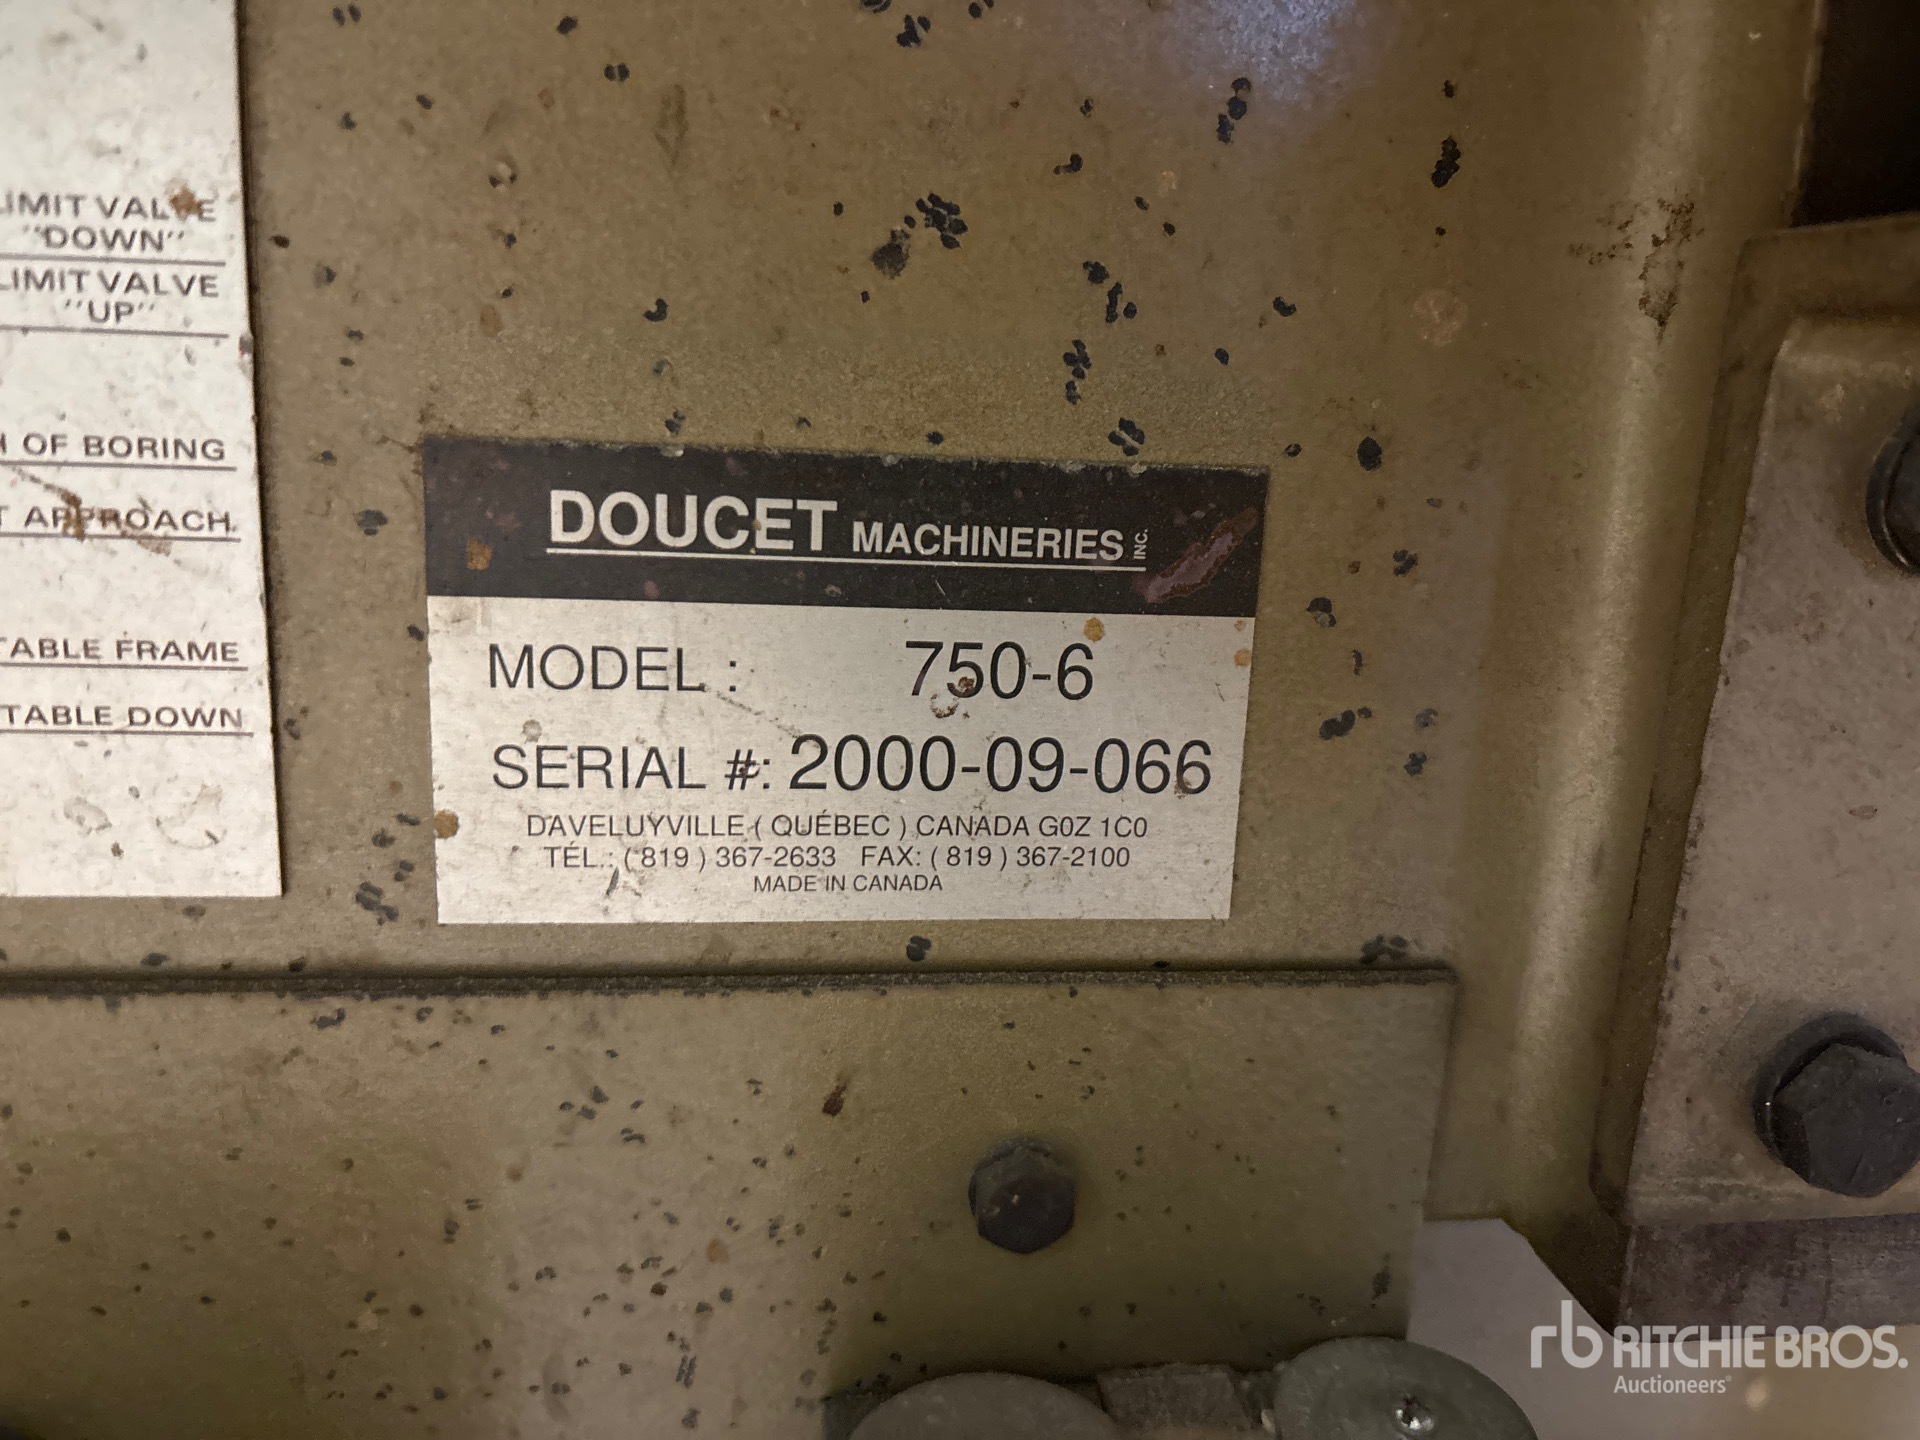 LIMIT VALVE
"DOWN"
LIMIT VALVE
"UP"
OF BORING
APPROACH.
TABLE FRAME
TABLE DOWN
DOUCET MACHINERIES INC.
MODEL : 750-6
SERIAL #: 2000-09-066
DAVELUYVILLE ( QUÉBEC ) CANADA G0Z 1C0
TÉL.: ( 819 ) 367-2633 FAX: ( 819 ) 367-2100
MADE IN CANADA
rb RITCHIE BROS.
Auctioneers